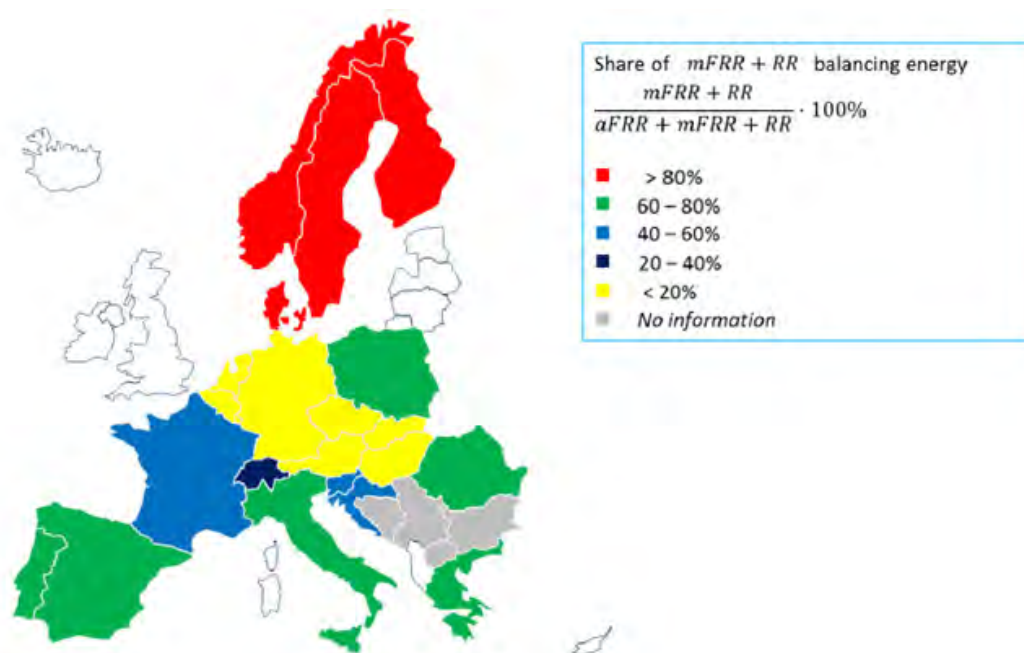 Share of mFRR + RR balancing energy
mFRR + RR
aFRR + mFRR + RR · 100%
> 80%
60 – 80%
40 – 60%
20 – 40%
< 20%
No information